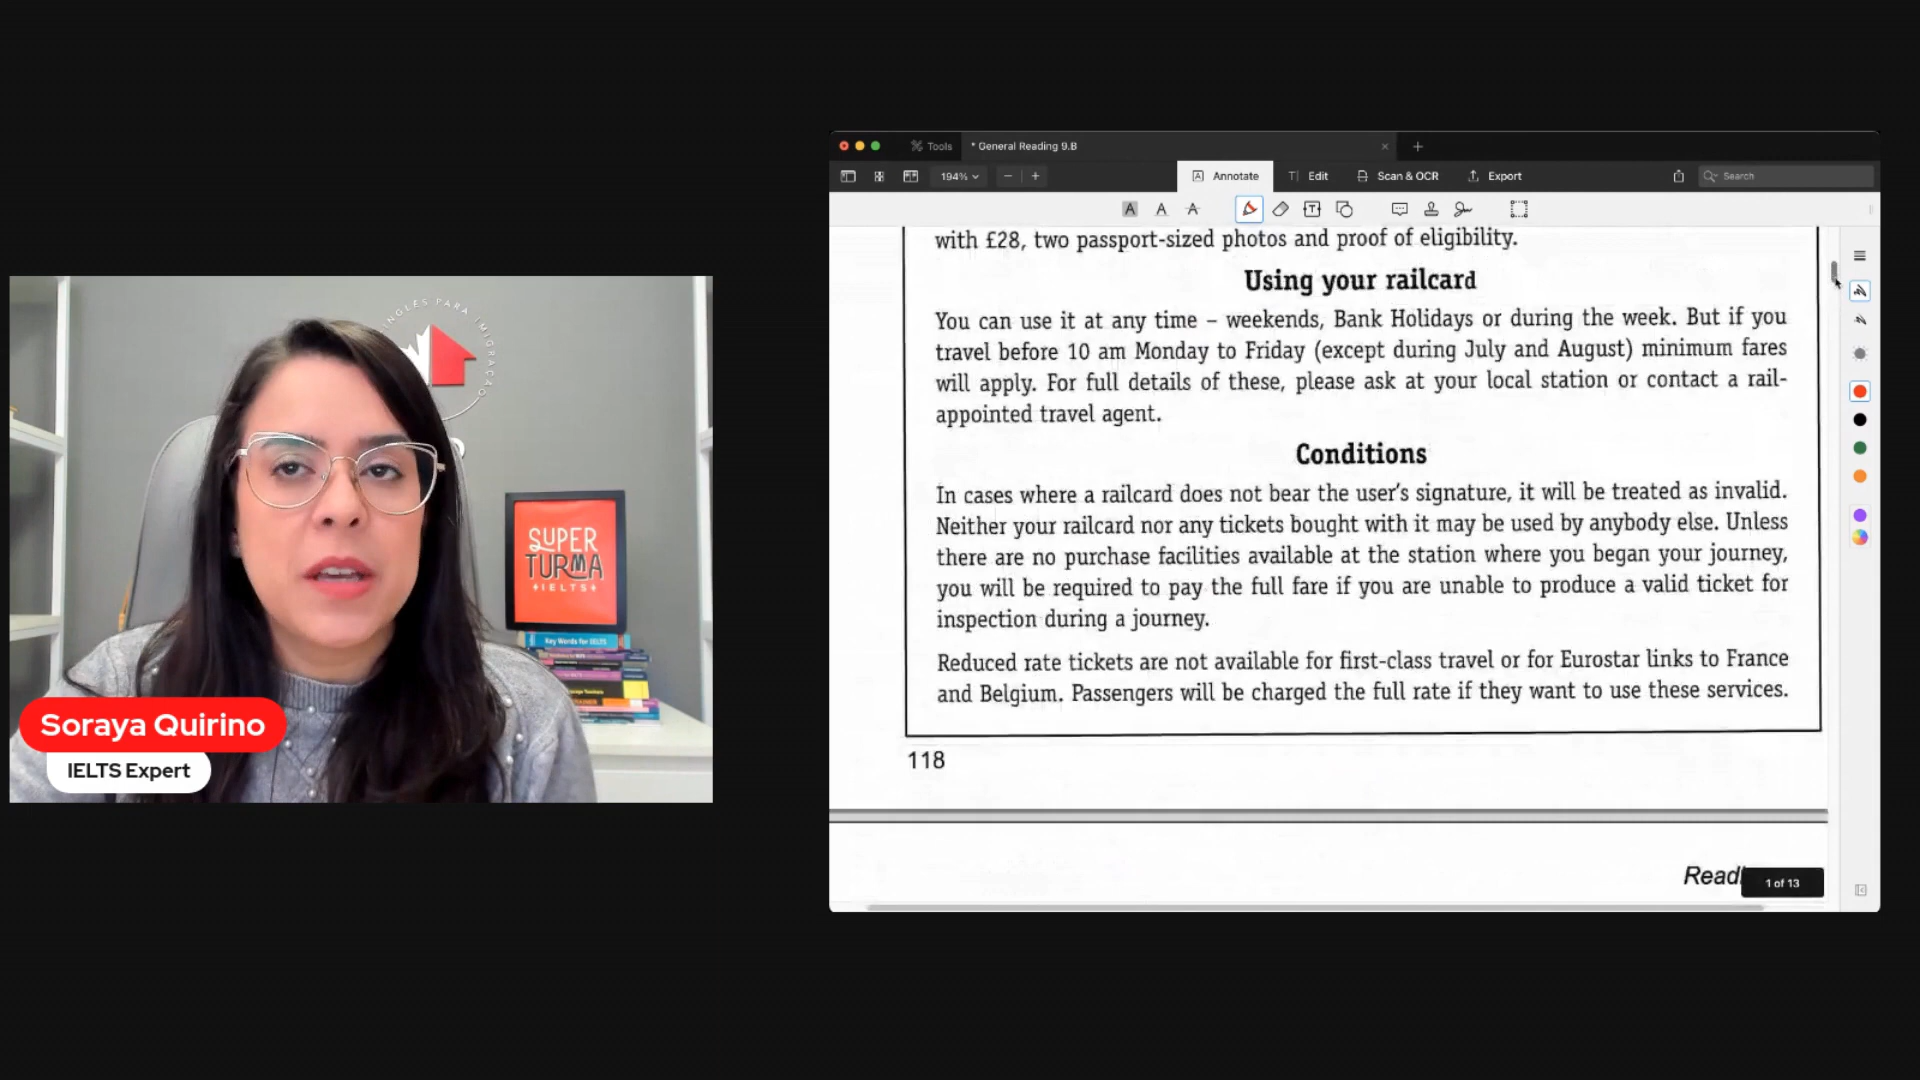 INGLÊS PARA IMIGRAÇÃO
SUPER
TURMA
+IELTS+
Key Words for IELTS
Soraya Quirino
IELTS Expert
Tools
* General Reading 9.B
194%
Annotate
Edit
Scan & OCR
Export
Search
with £28, two passport-sized photos and proof of eligibility.
Using your railcard
You can use it at any time – weekends, Bank Holidays or during the week. But if you
travel before 10 am Monday to Friday (except during July and August) minimum fares
will apply. For full details of these, please ask at your local station or contact a rail-
appointed travel agent.
Conditions
In cases where a railcard does not bear the user's signature, it will be treated as invalid.
Neither your railcard nor any tickets bought with it may be used by anybody else. Unless
there are no purchase facilities available at the station where you began your journey,
you will be required to pay the full fare if you are unable to produce a valid ticket for
inspection during a journey.
Reduced rate tickets are not available for first-class travel or for Eurostar links to France
and Belgium. Passengers will be charged the full rate if they want to use these services.
118
1 of 13